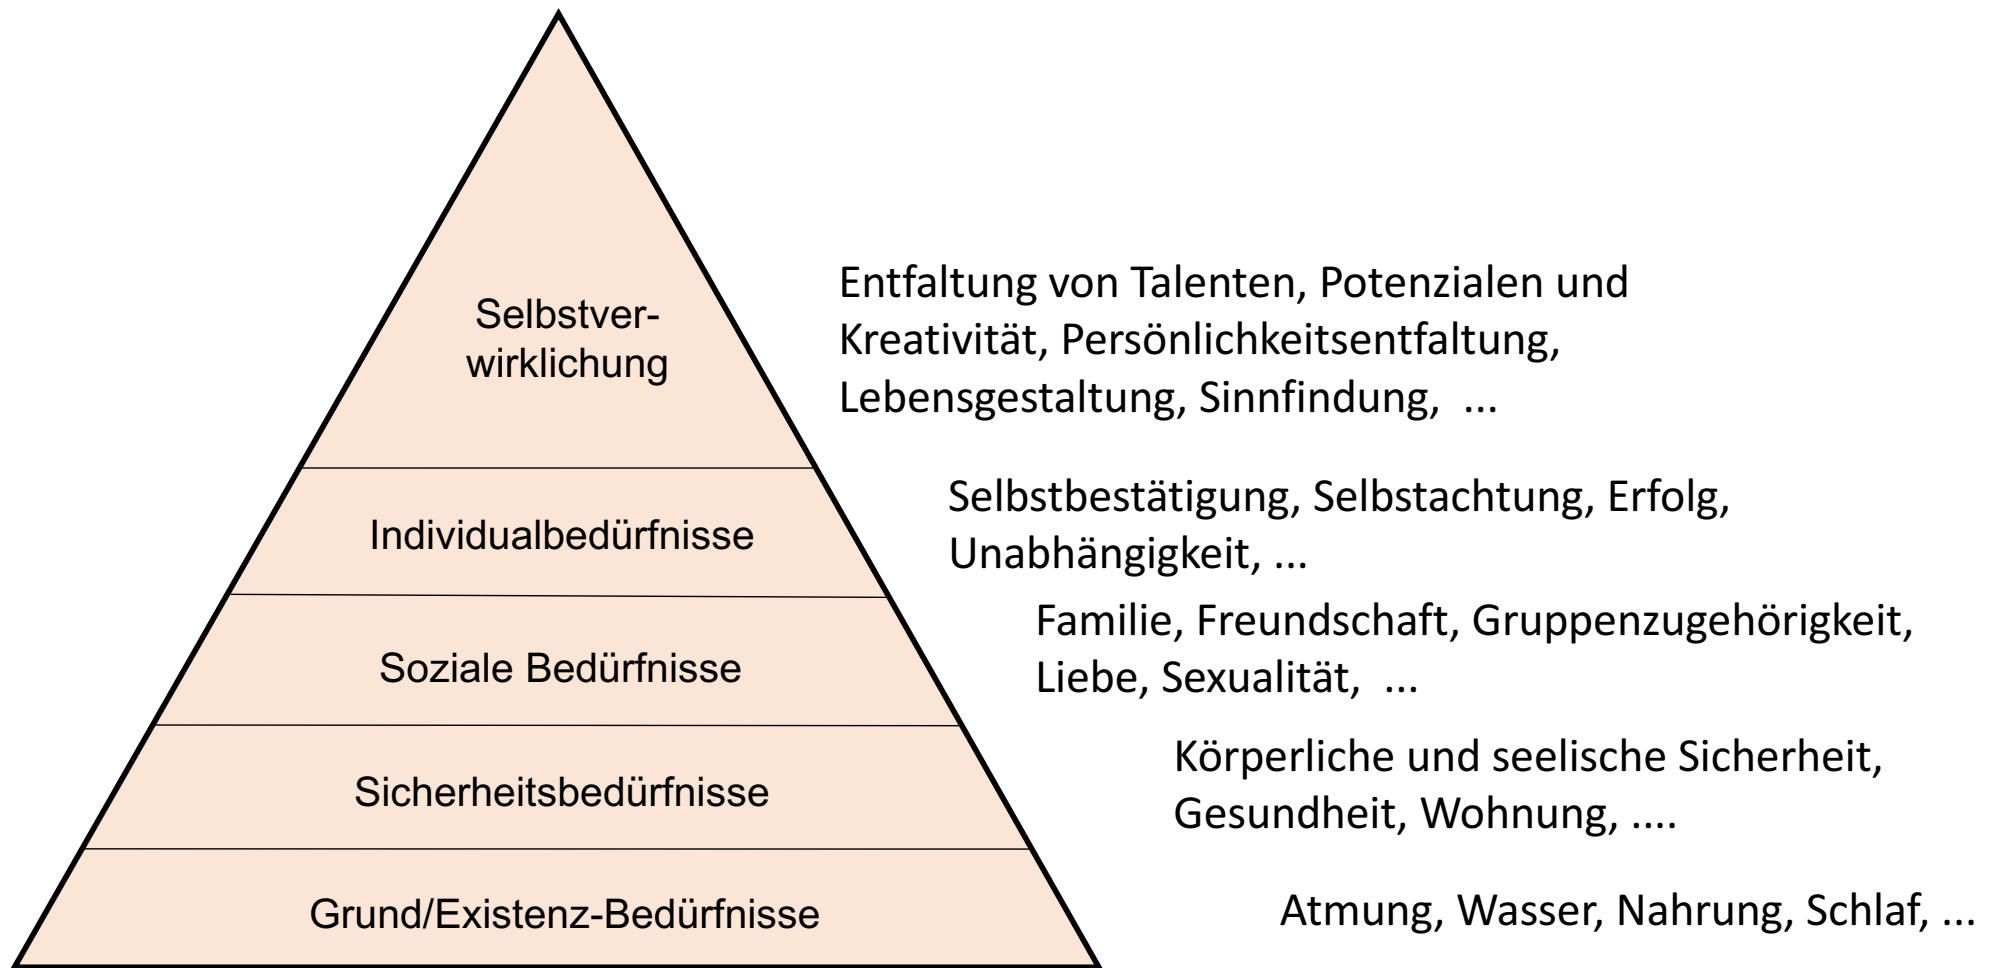 Selbstver-
wirklichung
Entfaltung von Talenten, Potenzialen und
Kreativität, Persönlichkeitsentfaltung,
Lebensgestaltung, Sinnfindung,  ...
Individualbedürfnisse
Selbstbestätigung, Selbstachtung, Erfolg,
Unabhängigkeit, ...
Soziale Bedürfnisse
Familie, Freundschaft, Gruppenzugehörigkeit,
Liebe, Sexualität,  ...
Sicherheitsbedürfnisse
Körperliche und seelische Sicherheit,
Gesundheit, Wohnung, ....
Grund/Existenz-Bedürfnisse
Atmung, Wasser, Nahrung, Schlaf, ...